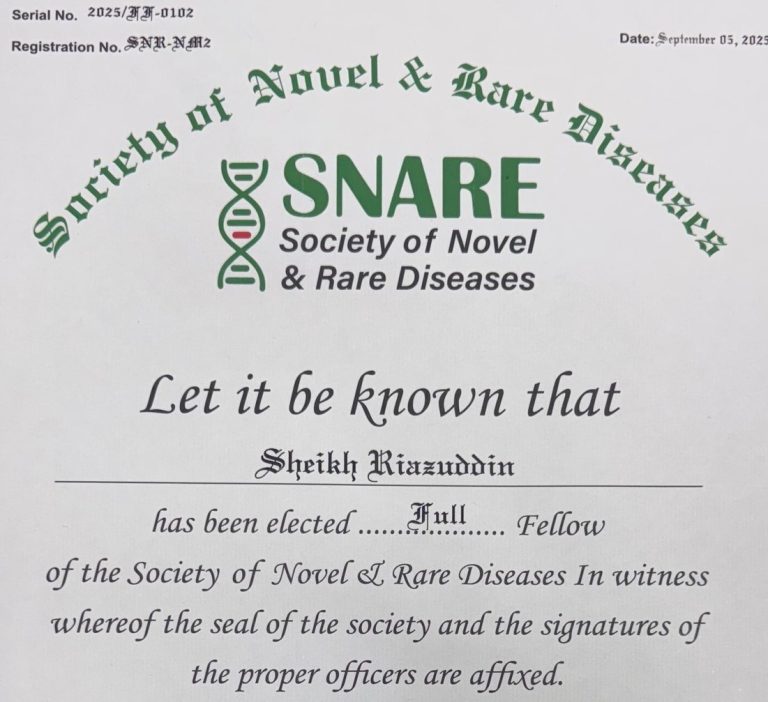 Serial No. 2025/FF-0102
Registration No. SNR-NM2
Date: September 05, 2025
Society of Novel & Rare Diseases
SNARE
Society of Novel
& Rare Diseases
Let it be known that
Sheikh Riazuddin
has been elected ......Full...... Fellow
of the Society of Novel & Rare Diseases In witness
whereof the seal of the society and the signatures of
the proper officers are affixed.